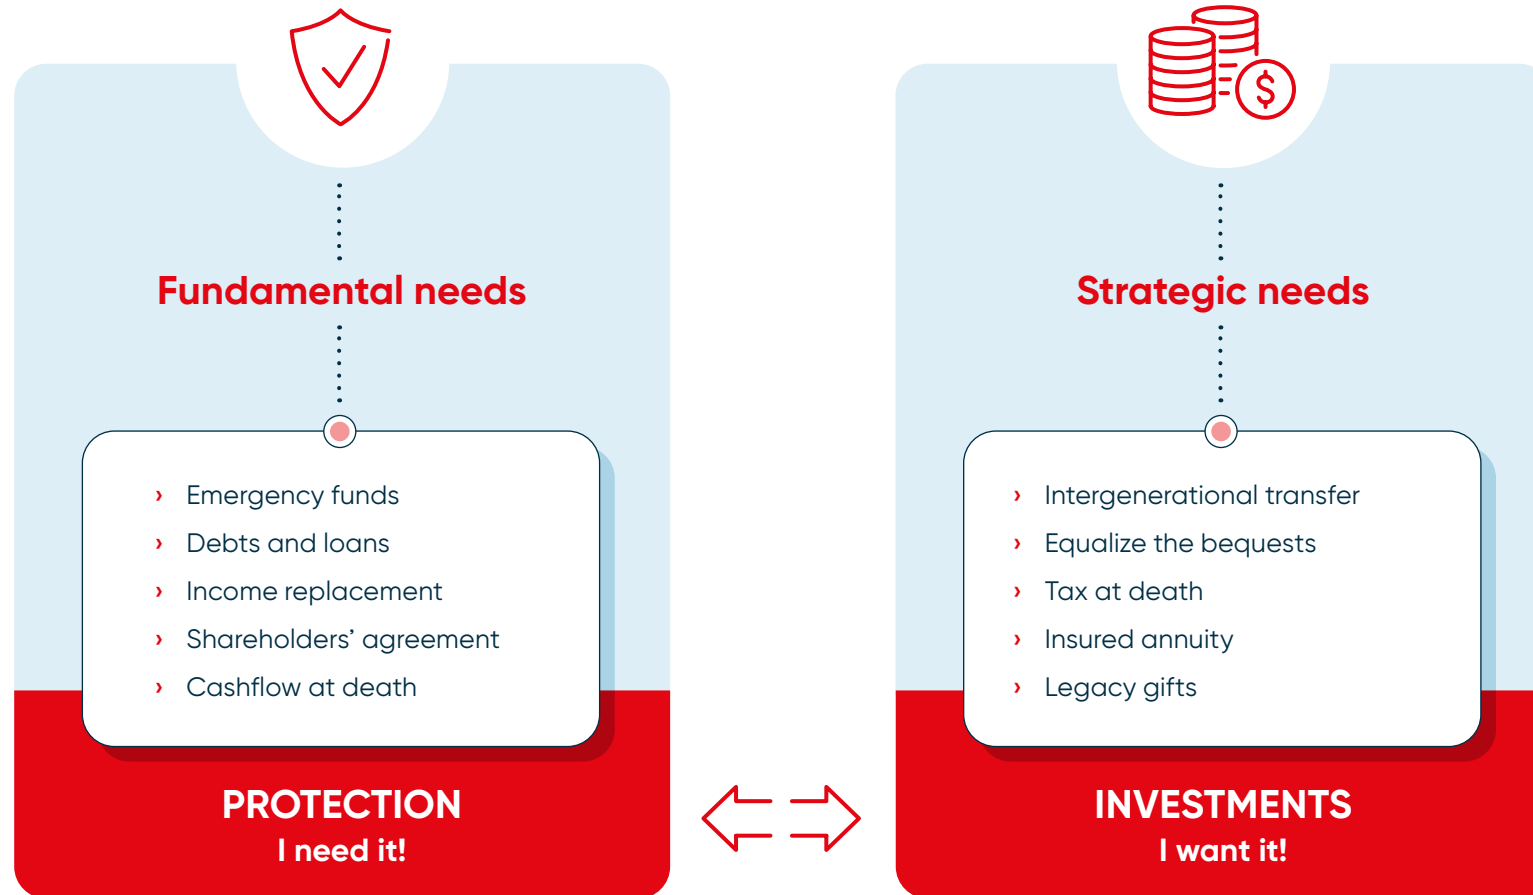 Fundamental needs
› Emergency funds
› Debts and loans
› Income replacement
› Shareholders’ agreement
› Cashflow at death
PROTECTION
I need it!
$
Strategic needs
› Intergenerational transfer
› Equalize the bequests
› Tax at death
› Insured annuity
› Legacy gifts
INVESTMENTS
I want it!